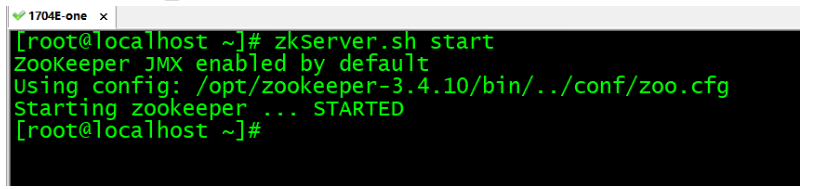 1704E-one x
[root@localhost ~]# zkServer.sh start
ZooKeeper JMX enabled by default
Using config: /opt/zookeeper-3.4.10/bin/../conf/zoo.cfg
Starting zookeeper ... STARTED
[root@localhost ~]#